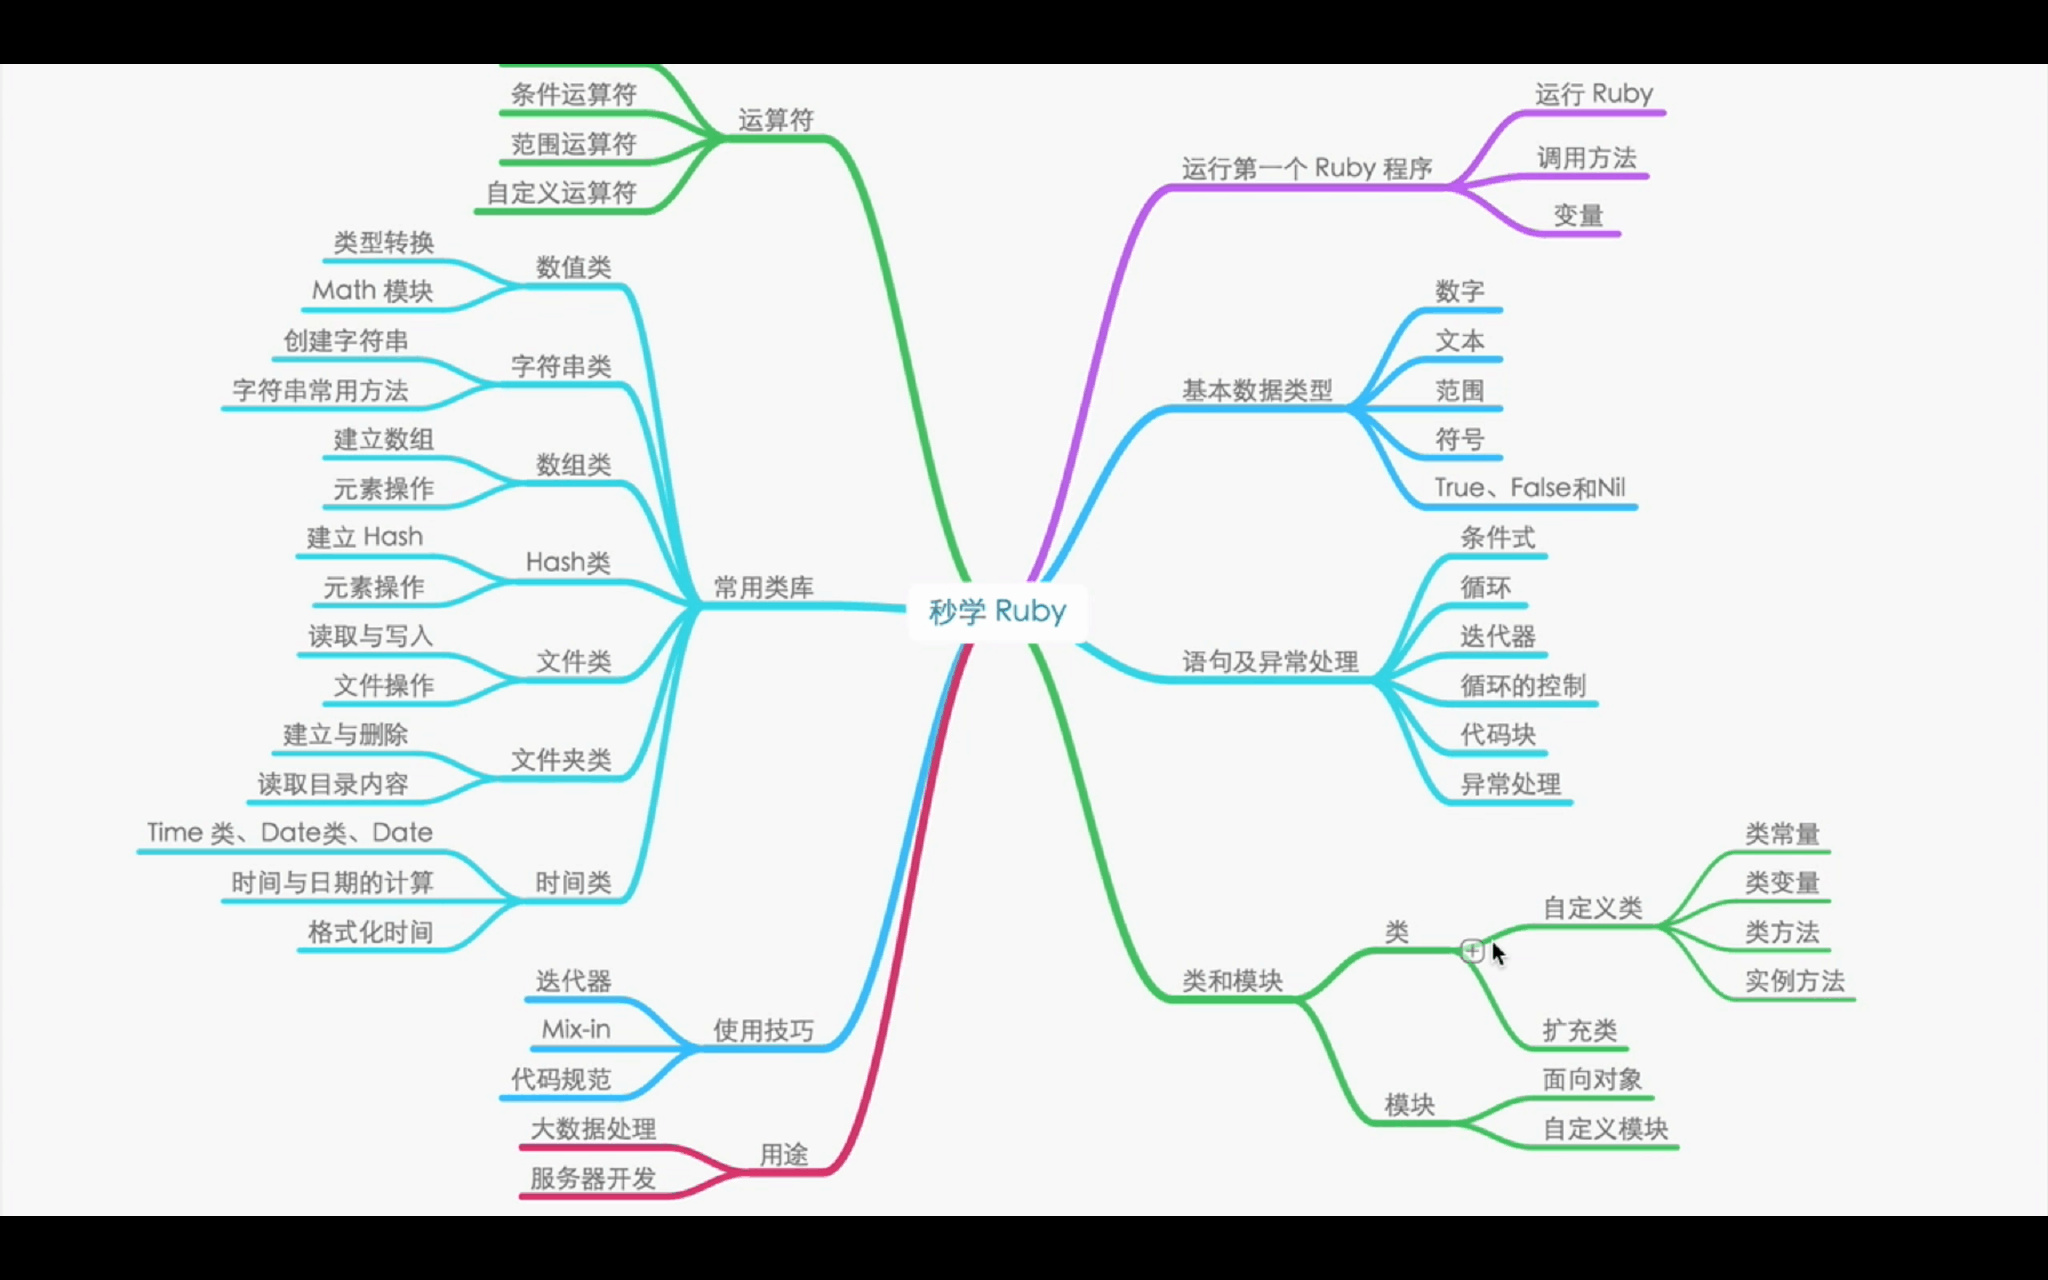 秒学 Ruby
运行第一个 Ruby 程序
运行 Ruby
调用方法
变量
基本数据类型
数字
文本
范围
符号
True、False和Nil
语句及异常处理
条件式
循环
迭代器
循环的控制
代码块
异常处理
类和模块
类
自定义类
类常量
类变量
类方法
实例方法
扩充类
模块
面向对象
自定义模块
运算符
条件运算符
范围运算符
自定义运算符
常用类库
数值类
类型转换
Math 模块
字符串类
创建字符串
字符串常用方法
数组类
建立数组
元素操作
Hash类
建立 Hash
元素操作
文件类
读取与写入
文件操作
文件夹类
建立与删除
读取目录内容
时间类
Time 类、Date类、Date
时间与日期的计算
格式化时间
使用技巧
迭代器
Mix-in
代码规范
用途
大数据处理
服务器开发